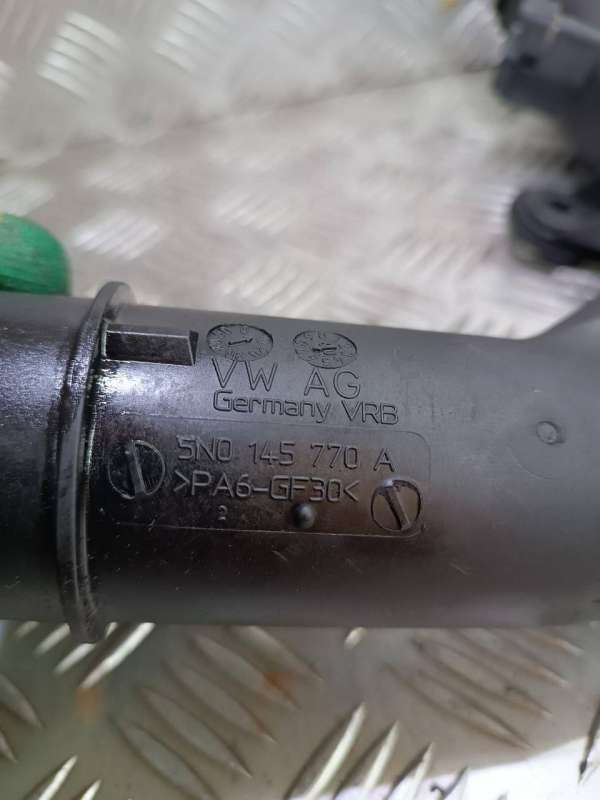 VW AG
Germany VRB
5N0 145 770 A
>PA6-GF30<
2